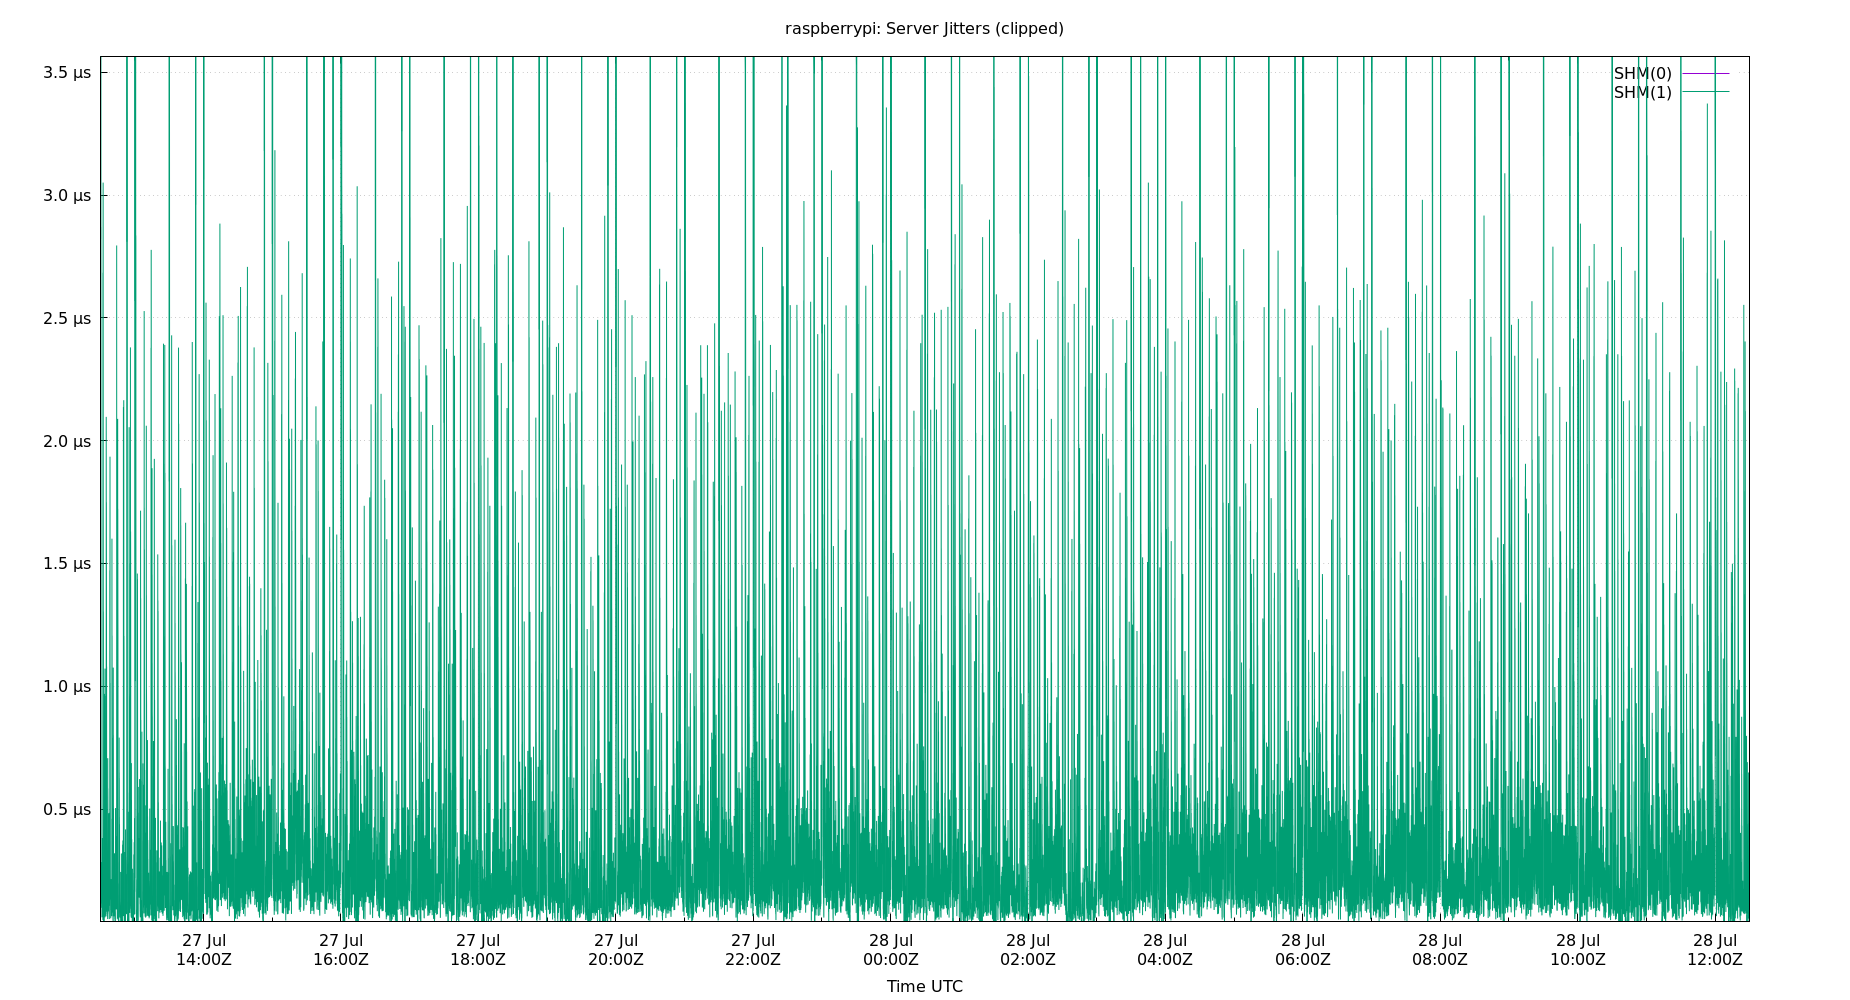 raspberrypi: Server Jitters (clipped)
SHM(0)
SHM(1)
3.5 µs
3.0 µs
2.5 µs
2.0 µs
1.5 µs
1.0 µs
0.5 µs
27 Jul 27 Jul 27 Jul 27 Jul 27 Jul 28 Jul 28 Jul 28 Jul 28 Jul 28 Jul 28 Jul 28 Jul
14:00Z 16:00Z 18:00Z 20:00Z 22:00Z 00:00Z 02:00Z 04:00Z 06:00Z 08:00Z 10:00Z 12:00Z
Time UTC